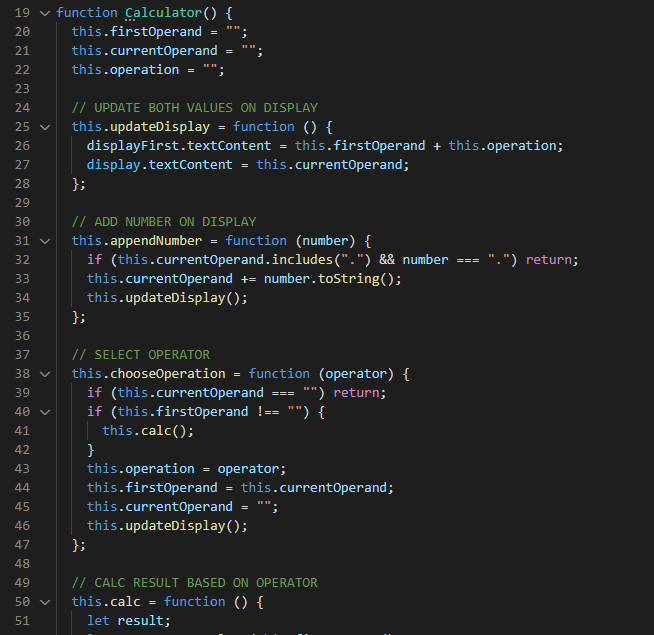 19 function Calculator() {
20 this.firstOperand = "";
21 this.currentOperand = "";
22 this.operation = "";
23
24 // UPDATE BOTH VALUES ON DISPLAY
25 this.updateDisplay = function () {
26 displayFirst.textContent = this.firstOperand + this.operation;
27 display.textContent = this.currentOperand;
28 };
29
30 // ADD NUMBER ON DISPLAY
31 this.appendNumber = function (number) {
32 if (this.currentOperand.includes(".") && number === ".") return;
33 this.currentOperand += number.toString();
34 this.updateDisplay();
35 };
36
37 // SELECT OPERATOR
38 this.chooseOperation = function (operator) {
39 if (this.currentOperand === "") return;
40 if (this.firstOperand !== "") {
41 this.calc();
42 }
43 this.operation = operator;
44 this.firstOperand = this.currentOperand;
45 this.currentOperand = "";
46 this.updateDisplay();
47 };
48
49 // CALC RESULT BASED ON OPERATOR
50 this.calc = function () {
51 let result;